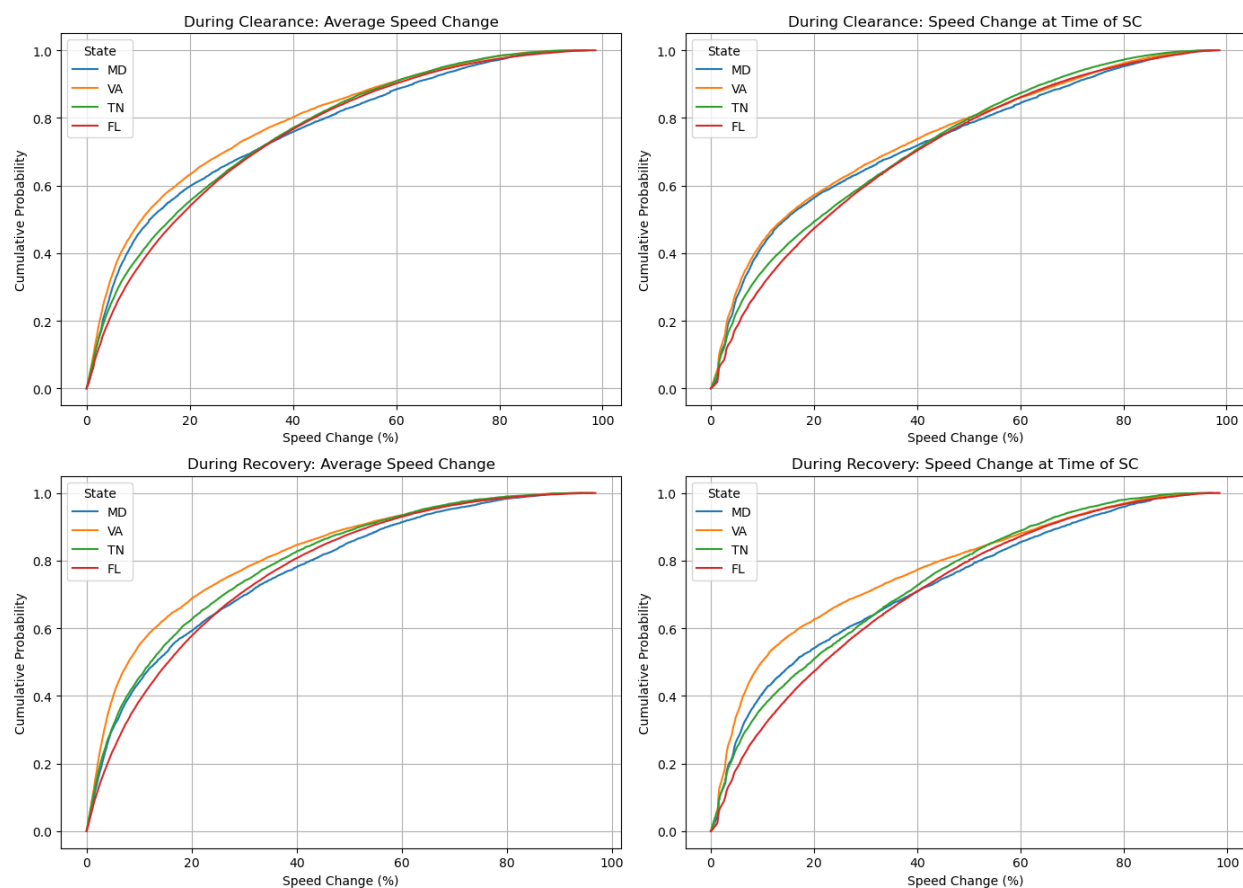 During Clearance: Average Speed Change
State
MD
VA
TN
FL
1.0
0.8
0.6
0.4
0.2
0.0
Cumulative Probability
0 20 40 60 80 100
Speed Change (%)
During Clearance: Speed Change at Time of SC
State
MD
VA
TN
FL
1.0
0.8
0.6
0.4
0.2
0.0
Cumulative Probability
0 20 40 60 80 100
Speed Change (%)
During Recovery: Average Speed Change
State
MD
VA
TN
FL
1.0
0.8
0.6
0.4
0.2
0.0
Cumulative Probability
0 20 40 60 80 100
Speed Change (%)
During Recovery: Speed Change at Time of SC
State
MD
VA
TN
FL
1.0
0.8
0.6
0.4
0.2
0.0
Cumulative Probability
0 20 40 60 80 100
Speed Change (%)